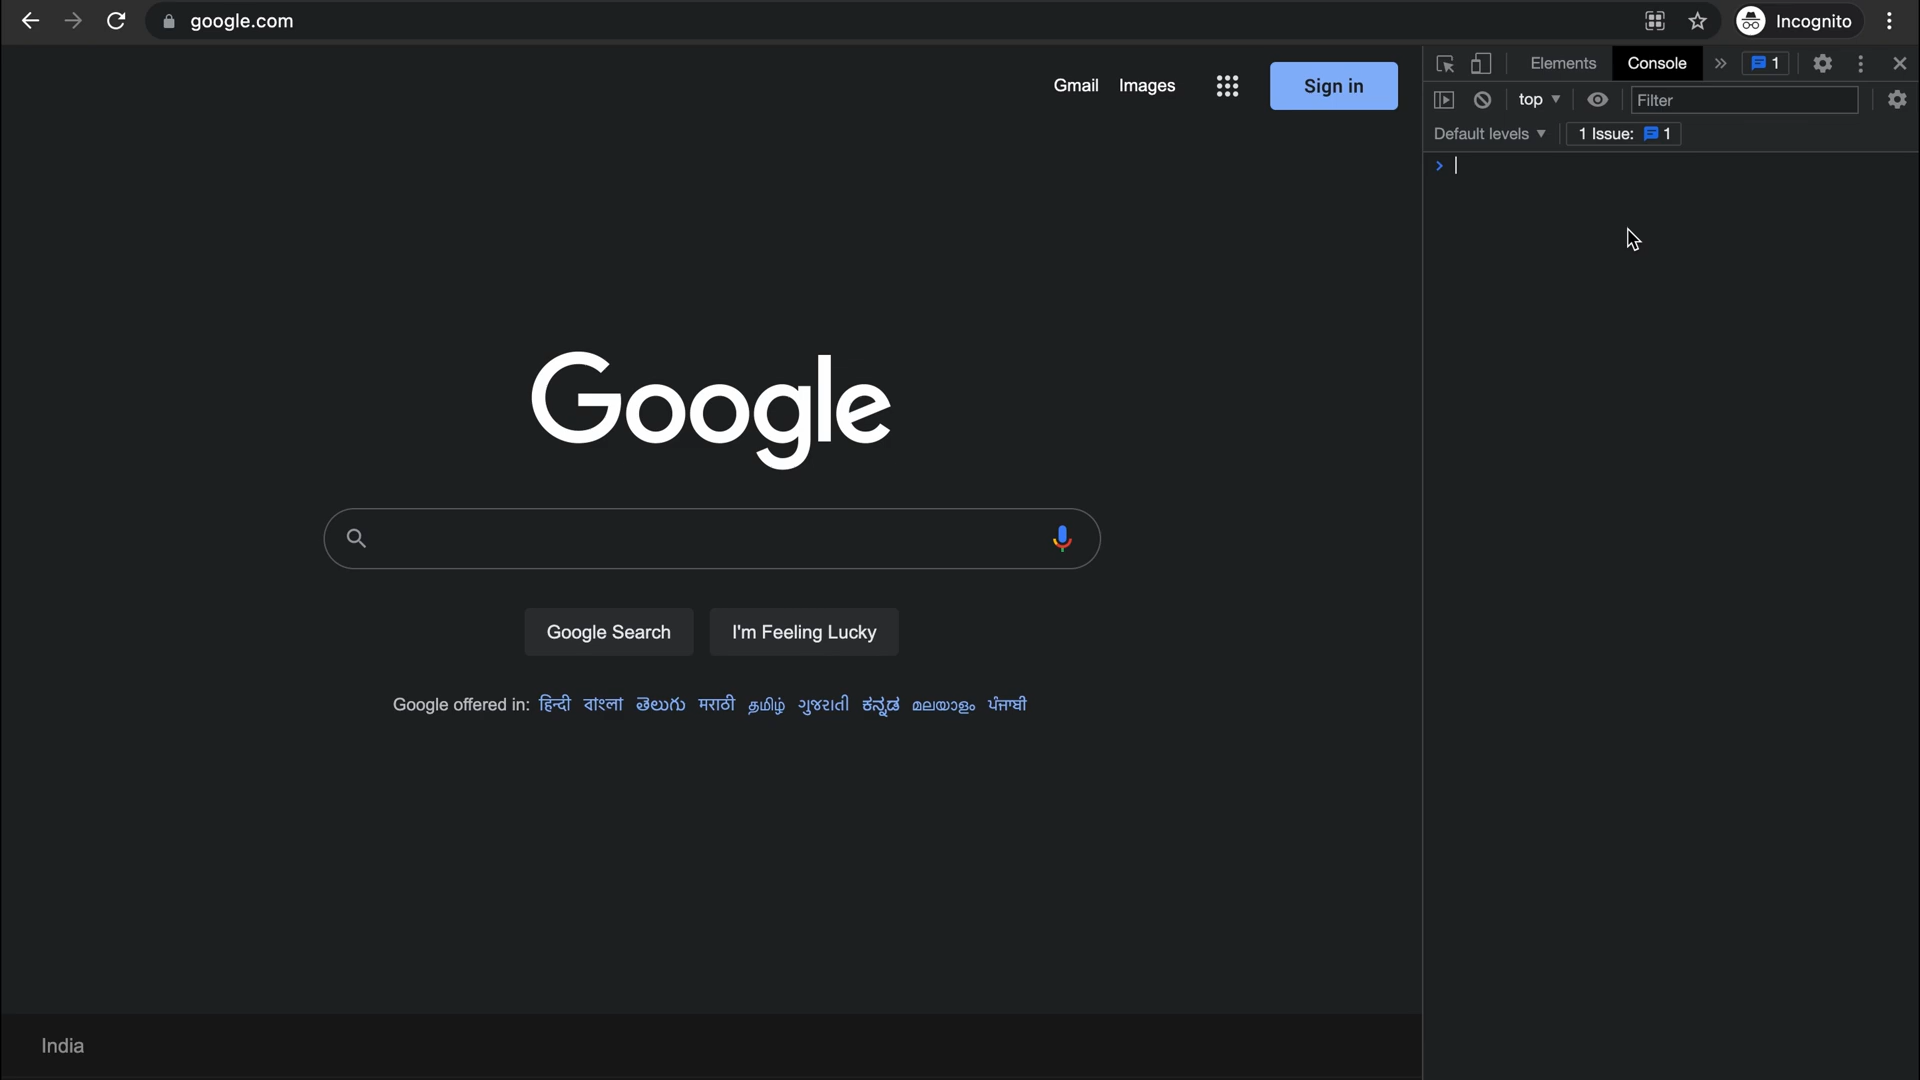 google.com
Incognito
Gmail Images Sign in
Elements Console 1
top Filter
Default levels 1 Issue: 1
Google
Google Search I'm Feeling Lucky
Google offered in: हिन्दी বাংলা తెలుగు मराठी தமிழ் ગુજરાતી ಕನ್ನಡ മലയാളം ਪੰਜਾਬੀ
India